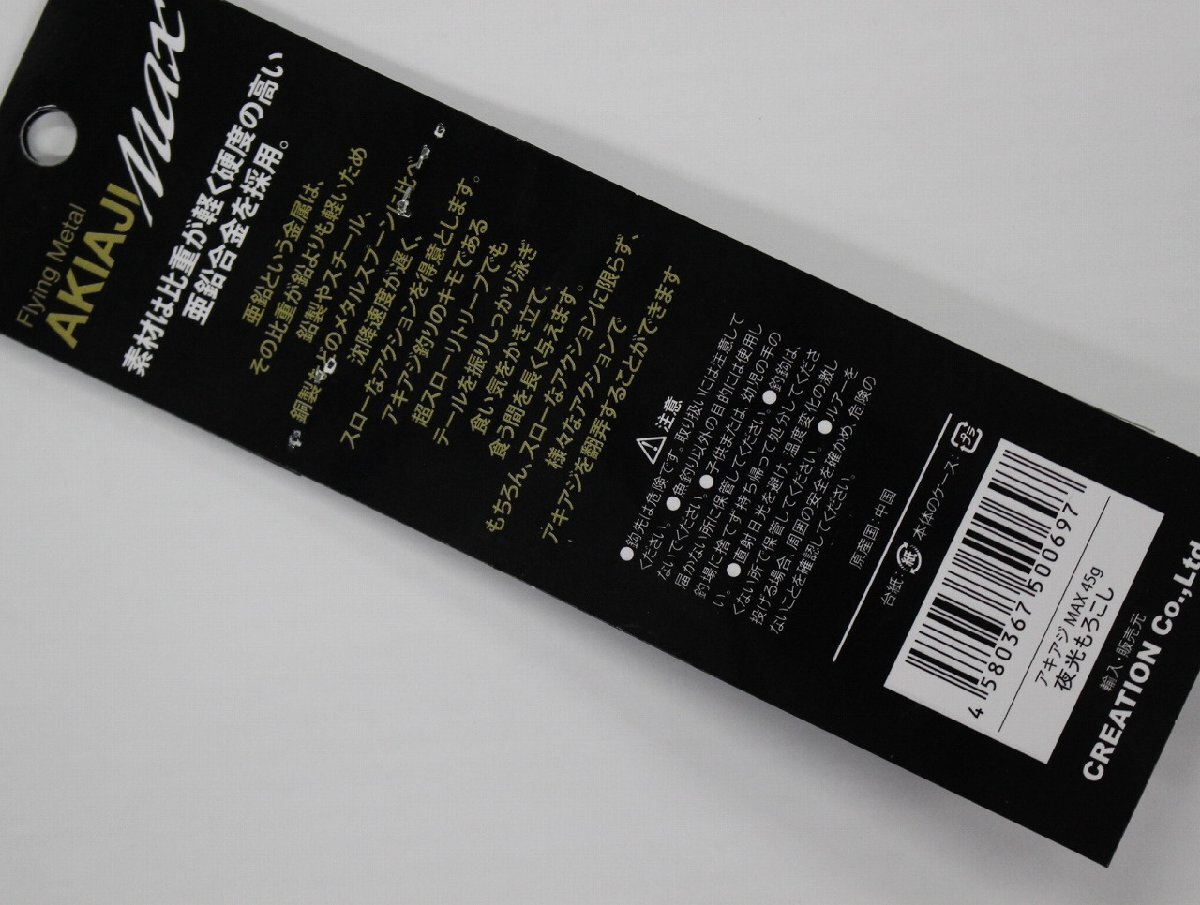 Flying Metal
AKIAJI
Max
素材は比重が軽く硬度の高い
亜鉛合金を採用。
亜鉛という金属は、
その比重が鉛よりも軽いため
鉛製やスチール、
銅製などのメタルスプーンに比べ
沈降速度が遅く、
スローなアクションを得意とします。
アキアジ釣りのキモである
超スローリトリーブでも
テールを振りしっかり泳ぎ
食い気をかき立て、
食う間を長く与えます。
もちろん、スローなアクションに限らず、
様々なアクションで
アキアジを翻弄することができます
注意
●鈎先は危険です。取り扱いには注意して
ください。●魚釣り以外の目的には使用し
ないでください。●子供または、幼児の手の
届かない所に保管してください。●釣鈎は、
釣場に捨てず持ち帰って処分してくださ
い。●直射日光を避け、温度変化の激し
くない所で保管してください。●ルアーを
投げる場合、周囲の安全を確かめ、危険の
ないことを確認してください。
原産国:中国
台紙: 紙 本体のケース: プラ
4 580367 500697
アキアジ MAX 45g
夜光もろこし
輸入・販売元
CREATION Co.,Ltd